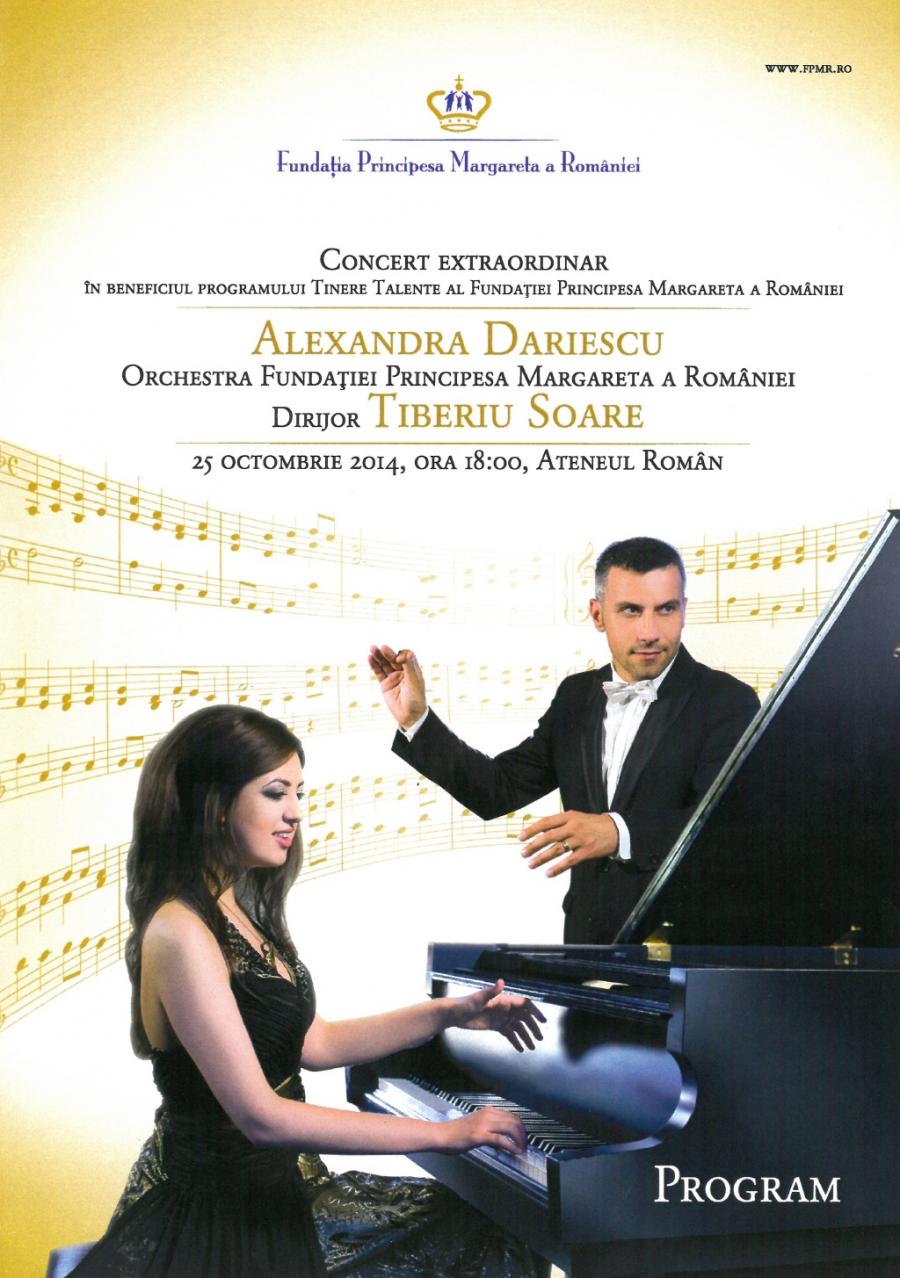 WWW.FPMR.RO
Fundația Principesa Margareta a României
CONCERT EXTRAORDINAR
ÎN BENEFICIUL PROGRAMULUI TINERE TALENTE AL FUNDAȚIEI PRINCIPESA MARGARETA A ROMÂNIEI
ALEXANDRA DARIESCU
ORCHESTRA FUNDAŢIEI PRINCIPESA MARGARETA A ROMÂNIEI
DIRIJOR TIBERIU SOARE
25 OCTOMBRIE 2014, ORA 18:00, ATENEUL ROMÂN
PROGRAM